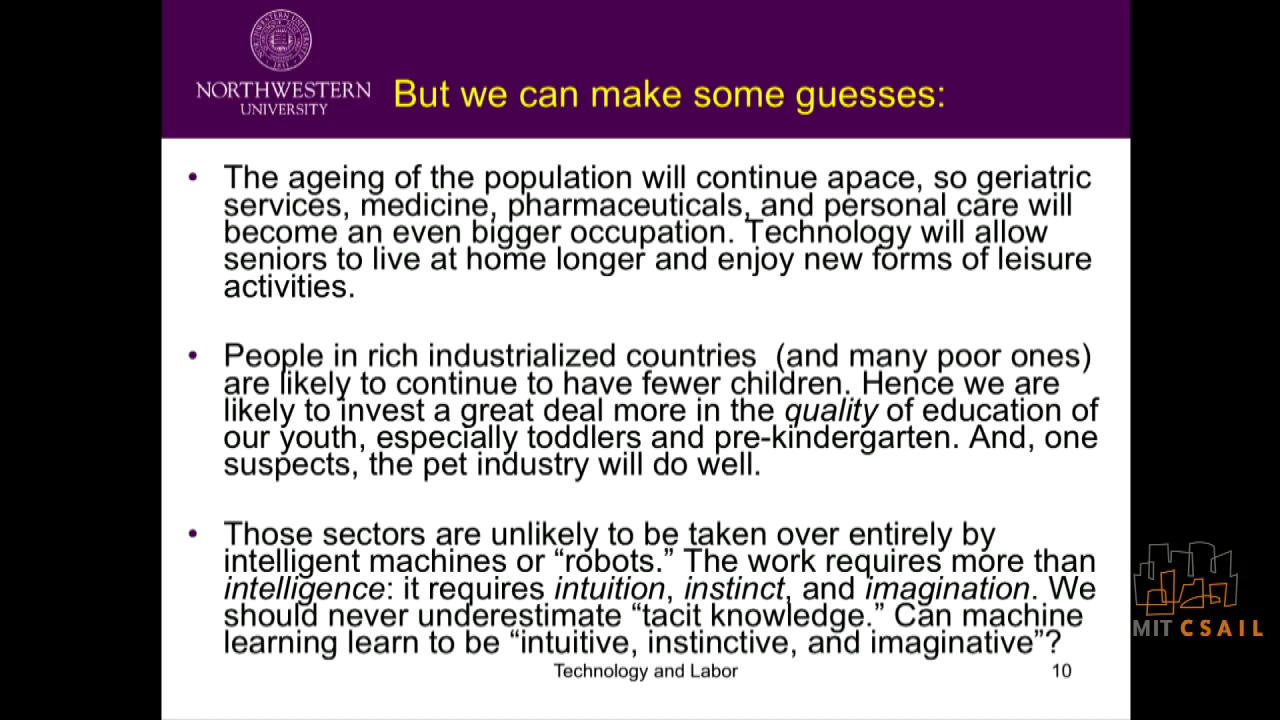 NORTHWESTERN
UNIVERSITY
But we can make some guesses:
• The ageing of the population will continue apace, so geriatric
services, medicine, pharmaceuticals, and personal care will
become an even bigger occupation. Technology will allow
seniors to live at home longer and enjoy new forms of leisure
activities.
• People in rich industrialized countries (and many poor ones)
are likely to continue to have fewer children. Hence we are
likely to invest a great deal more in the quality of education of
our youth, especially toddlers and pre-kindergarten. And, one
suspects, the pet industry will do well.
• Those sectors are unlikely to be taken over entirely by
intelligent machines or “robots.” The work requires more than
intelligence: it requires intuition, instinct, and imagination. We
should never underestimate “tacit knowledge.” Can machine
learning learn to be “intuitive, instinctive, and imaginative”?
Technology and Labor
10
MIT CSAIL